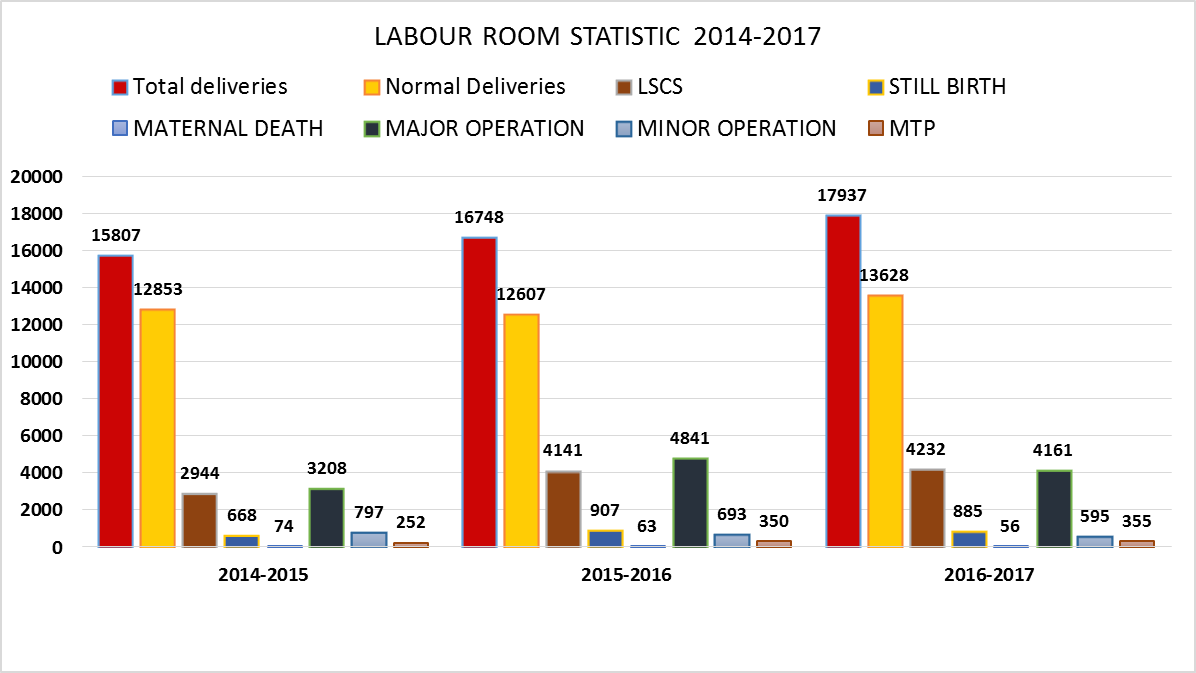 LABOUR ROOM STATISTIC 2014-2017
Total deliveries Normal Deliveries LSCS STILL BIRTH
MATERNAL DEATH MAJOR OPERATION MINOR OPERATION MTP
20000
18000
16000
14000
12000
10000
8000
6000
4000
2000
0
15807 12853 2944 668 74 3208 797 252
16748 12607 4141 907 63 4841 693 350
17937 13628 4232 885 56 4161 595 355
2014-2015 2015-2016 2016-2017